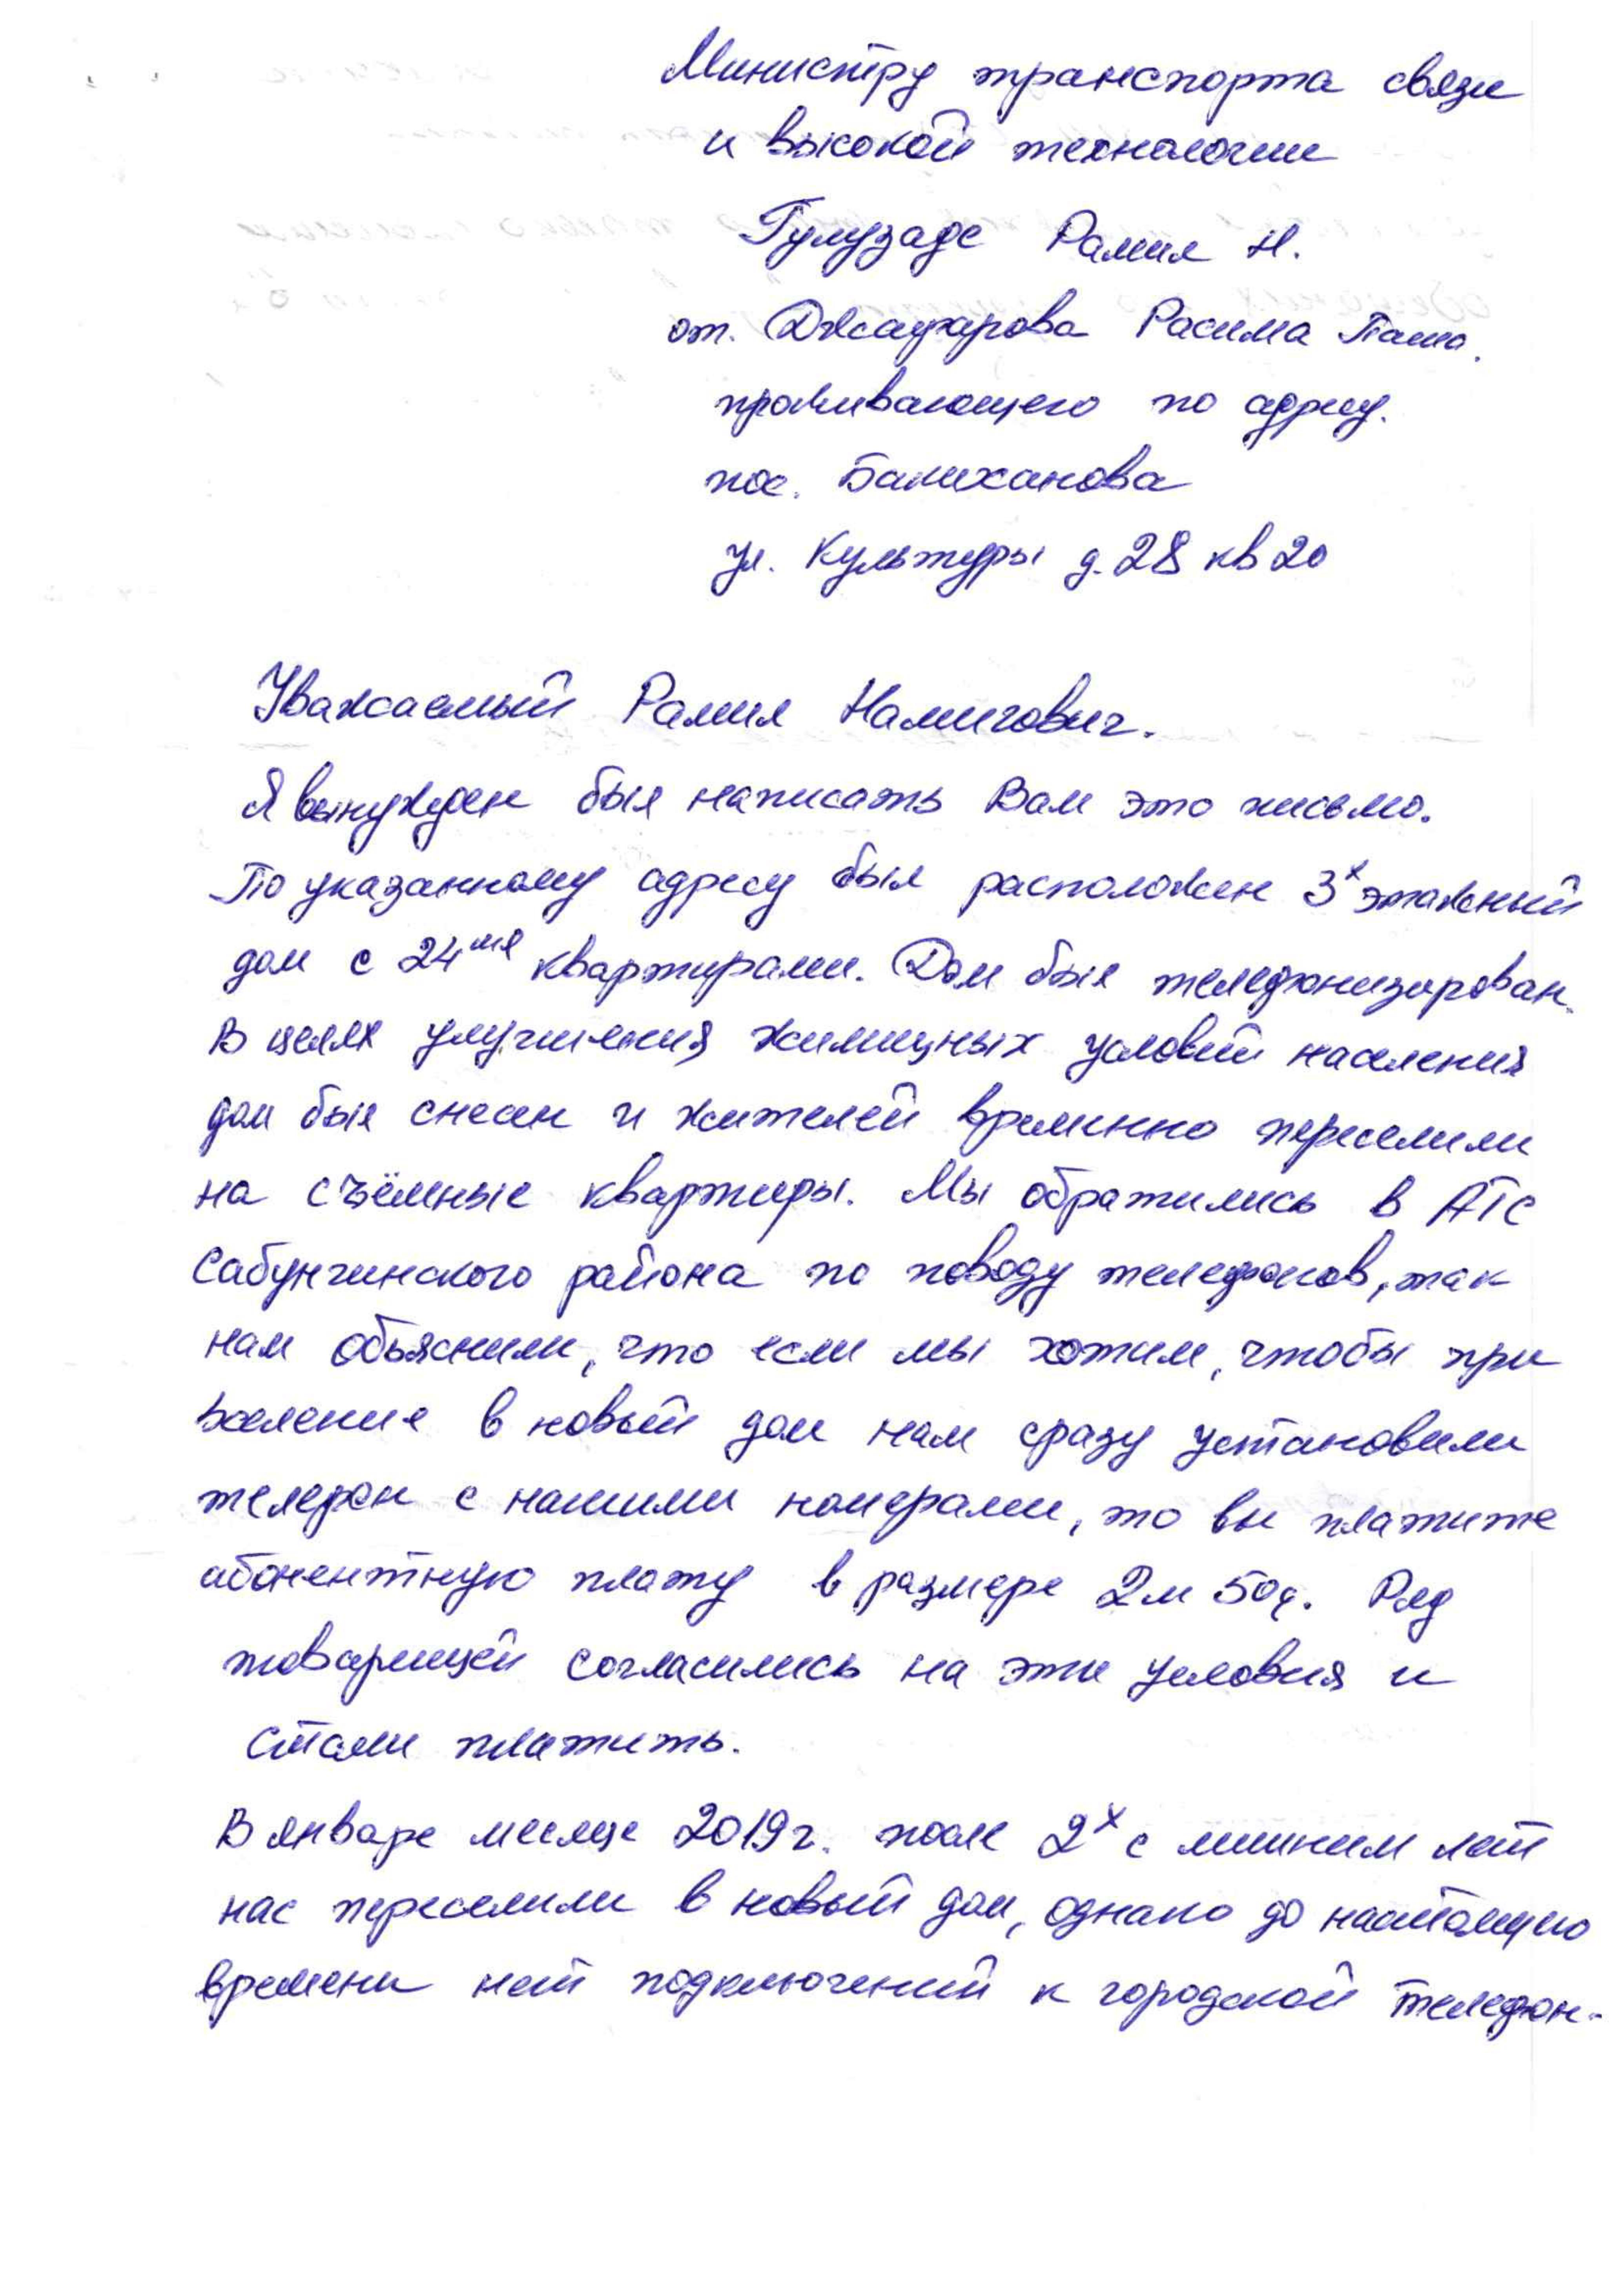 Министру транспорта связи
и высокой технологии
Гулузаде Рамил Н.
от. Джафарова Расима Паша.
проживающего по адресу.
пос. Балиханова
ул. Культуры д. 28 кв 20
Уважаемый Рамил Намигович.
Я вынужден был написать Вам это письмо.
По указанному адресу был расположен 3х этажный
дом с 24мя квартирами. Дом был телефонизирован.
В целях улучшения жилищных условий населения
дом был снесен и жителей временно переселили
на съёмные квартиры. Мы обратились в АТС
Сабунчинского района по поводу телефонов, так
нам объяснили, что если мы хотим, чтобы при
вселение в новый дом нам сразу установили
телефон с нашими номерами, то вы платите
абонентную плату в размере 2м 50q. Ряд
товарищей согласились на эти условия и
стали платить.
В январе месяце 2019г. после 2х с лишним лет
нас переселили в новый дом, однако до настоящего
времени нет подключений к городской телефон-